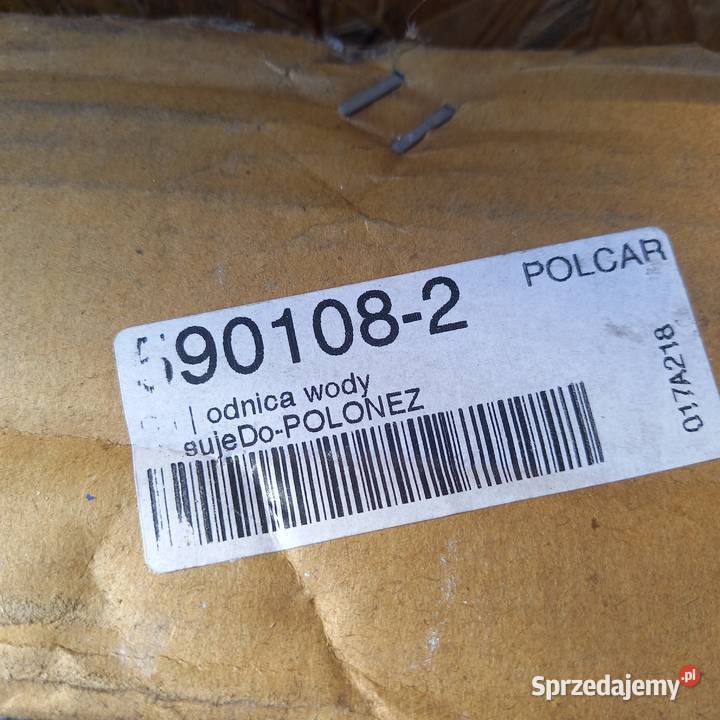 590108-2
POLCAR
odnica wody
sujeDo-POLONEZ
017A218
Sprzedajemy.pl